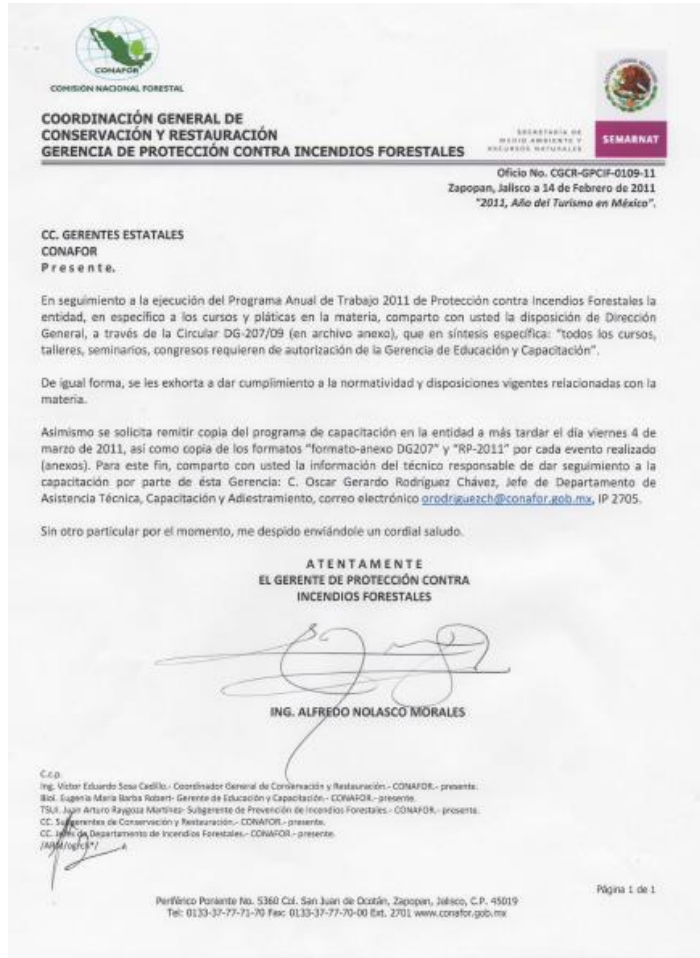 CONAFOR
COMISIÓN NACIONAL FORESTAL
COORDINACIÓN GENERAL DE
CONSERVACIÓN Y RESTAURACIÓN
GERENCIA DE PROTECCIÓN CONTRA INCENDIOS FORESTALES
SECRETARÍA DE
MEDIO AMBIENTE Y
RECURSOS NATURALES
SEMARNAT
Oficio No. CGCR-GPCIF-0109-11
Zapopan, Jalisco a 14 de Febrero de 2011
"2011, Año del Turismo en México".
CC. GERENTES ESTATALES
CONAFOR
P r e s e n t e.
En seguimiento a la ejecución del Programa Anual de Trabajo 2011 de Protección contra Incendios Forestales la
entidad, en específico a los cursos y pláticas en la materia, comparto con usted la disposición de Dirección
General, a través de la Circular DG-207/09 (en archivo anexo), que en síntesis específica: "todos los cursos,
talleres, seminarios, congresos requieren de autorización de la Gerencia de Educación y Capacitación".
De igual forma, se les exhorta a dar cumplimiento a la normatividad y disposiciones vigentes relacionadas con la
materia.
Asimismo se solicita remitir copia del programa de capacitación en la entidad a más tardar el día viernes 4 de
marzo de 2011, así como copia de los formatos "formato-anexo DG207" y "RP-2011" por cada evento realizado
(anexos). Para este fin, comparto con usted la información del técnico responsable de dar seguimiento a la
capacitación por parte de ésta Gerencia: C. Oscar Gerardo Rodríguez Chávez, Jefe de Departamento de
Asistencia Técnica, Capacitación y Adiestramiento, correo electrónico orodriguezch@conafor.gob.mx, IP 2705.
Sin otro particular por el momento, me despido enviándole un cordial saludo.
A T E N T A M E N T E
EL GERENTE DE PROTECCIÓN CONTRA
INCENDIOS FORESTALES
ING. ALFREDO NOLASCO MORALES
C.c.p.
Ing. Víctor Eduardo Sosa Cedillo.- Coordinador General de Conservación y Restauración.- CONAFOR.- presente.
Biol. Eugenia María Barba Robert- Gerente de Educación y Capacitación.- CONAFOR.- presente.
TSUI. Juan Arturo Raygoza Martínez- Subgerente de Prevención de Incendios Forestales.- CONAFOR.- presente.
CC. Subgerentes de Conservación y Restauración.- CONAFOR.- presente.
CC. Jefes de Departamento de Incendios Forestales.- CONAFOR.- presente.
Página 1 de 1
Periférico Poniente No. 5360 Col. San Juan de Ocotán, Zapopan, Jalisco, C.P. 45019
Tel: 0133-37-77-71-70 Fax: 0133-37-77-70-00 Ext. 2701 www.conafor.gob.mx